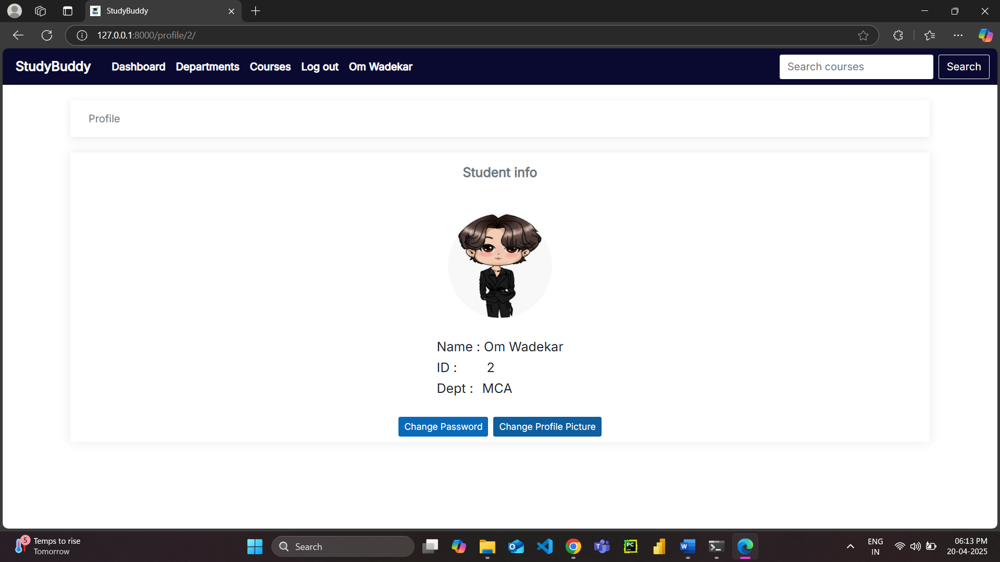 StudyBuddy
127.0.0.1:8000/profile/2/
StudyBuddy Dashboard Departments Courses Log out Om Wadekar Search courses Search
Profile
Student info
Name : Om Wadekar
ID : 2
Dept : MCA
Change Password Change Profile Picture
5 Temps to rise
Tomorrow
Search
ENG
IN
06:13 PM
20-04-2025